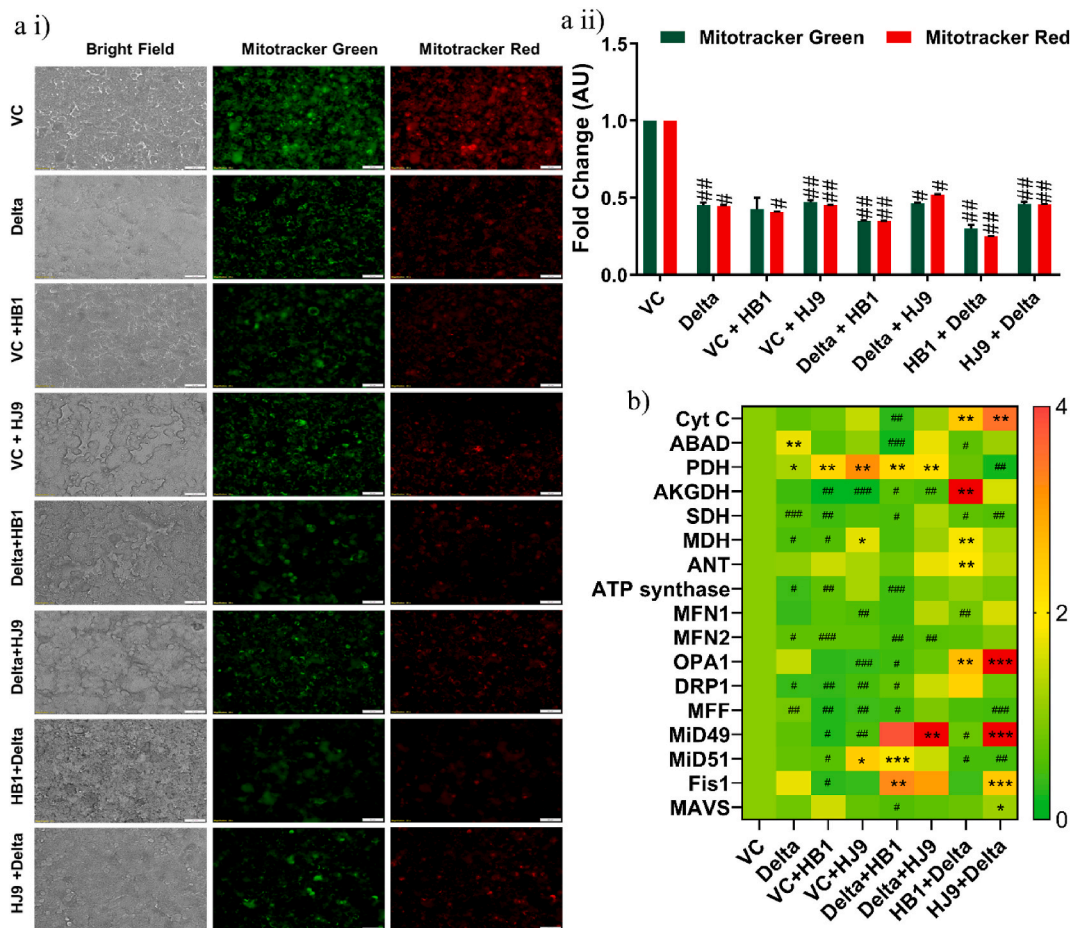 a i)
Bright Field Mitotracker Green Mitotracker Red
VC
Delta
VC +HB1
VC + HJ9
Delta+HB1
Delta+HJ9
HB1+Delta
HJ9 +Delta
a ii)
Mitotracker Green Mitotracker Red
Fold Change (AU)
1.5
1.0
0.5
0.0
## # # ## ## ## ## # # ## ## ## ##
VC Delta VC + HB1 VC + HJ9 Delta + HB1 Delta + HJ9 HB1 + Delta HJ9 + Delta
b)
Cyt C ## ** **
ABAD ** ### #
PDH * ** ** ** ** ##
AKGDH ## ### # ## **
SDH ### ## # # ##
MDH # # * **
ANT **
ATP synthase # ## ###
MFN1 ## ##
MFN2 # ### ## ##
OPA1 ### # ** ***
DRP1 # ## ## #
MFF ## ## ## # ###
MiD49 # ## ** # ***
MiD51 # * *** # ##
Fis1 # ** ***
MAVS # *
VC Delta VC+HB1 VC+HJ9 Delta+HB1 Delta+HJ9 HB1+Delta HJ9+Delta
4
2
0